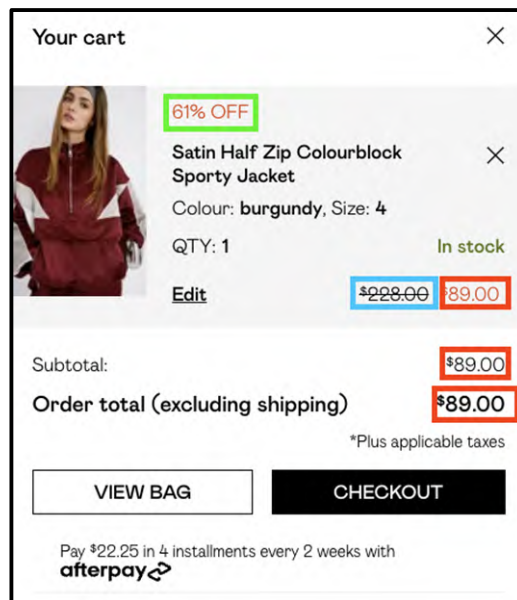 Your cart
61% OFF
Satin Half Zip Colourblock
Sporty Jacket
Colour: burgundy, Size: 4
QTY: 1 In stock
Edit $228.00 $89.00
Subtotal: $89.00
Order total (excluding shipping) $89.00
*Plus applicable taxes
VIEW BAG CHECKOUT
Pay $22.25 in 4 installments every 2 weeks with
afterpay